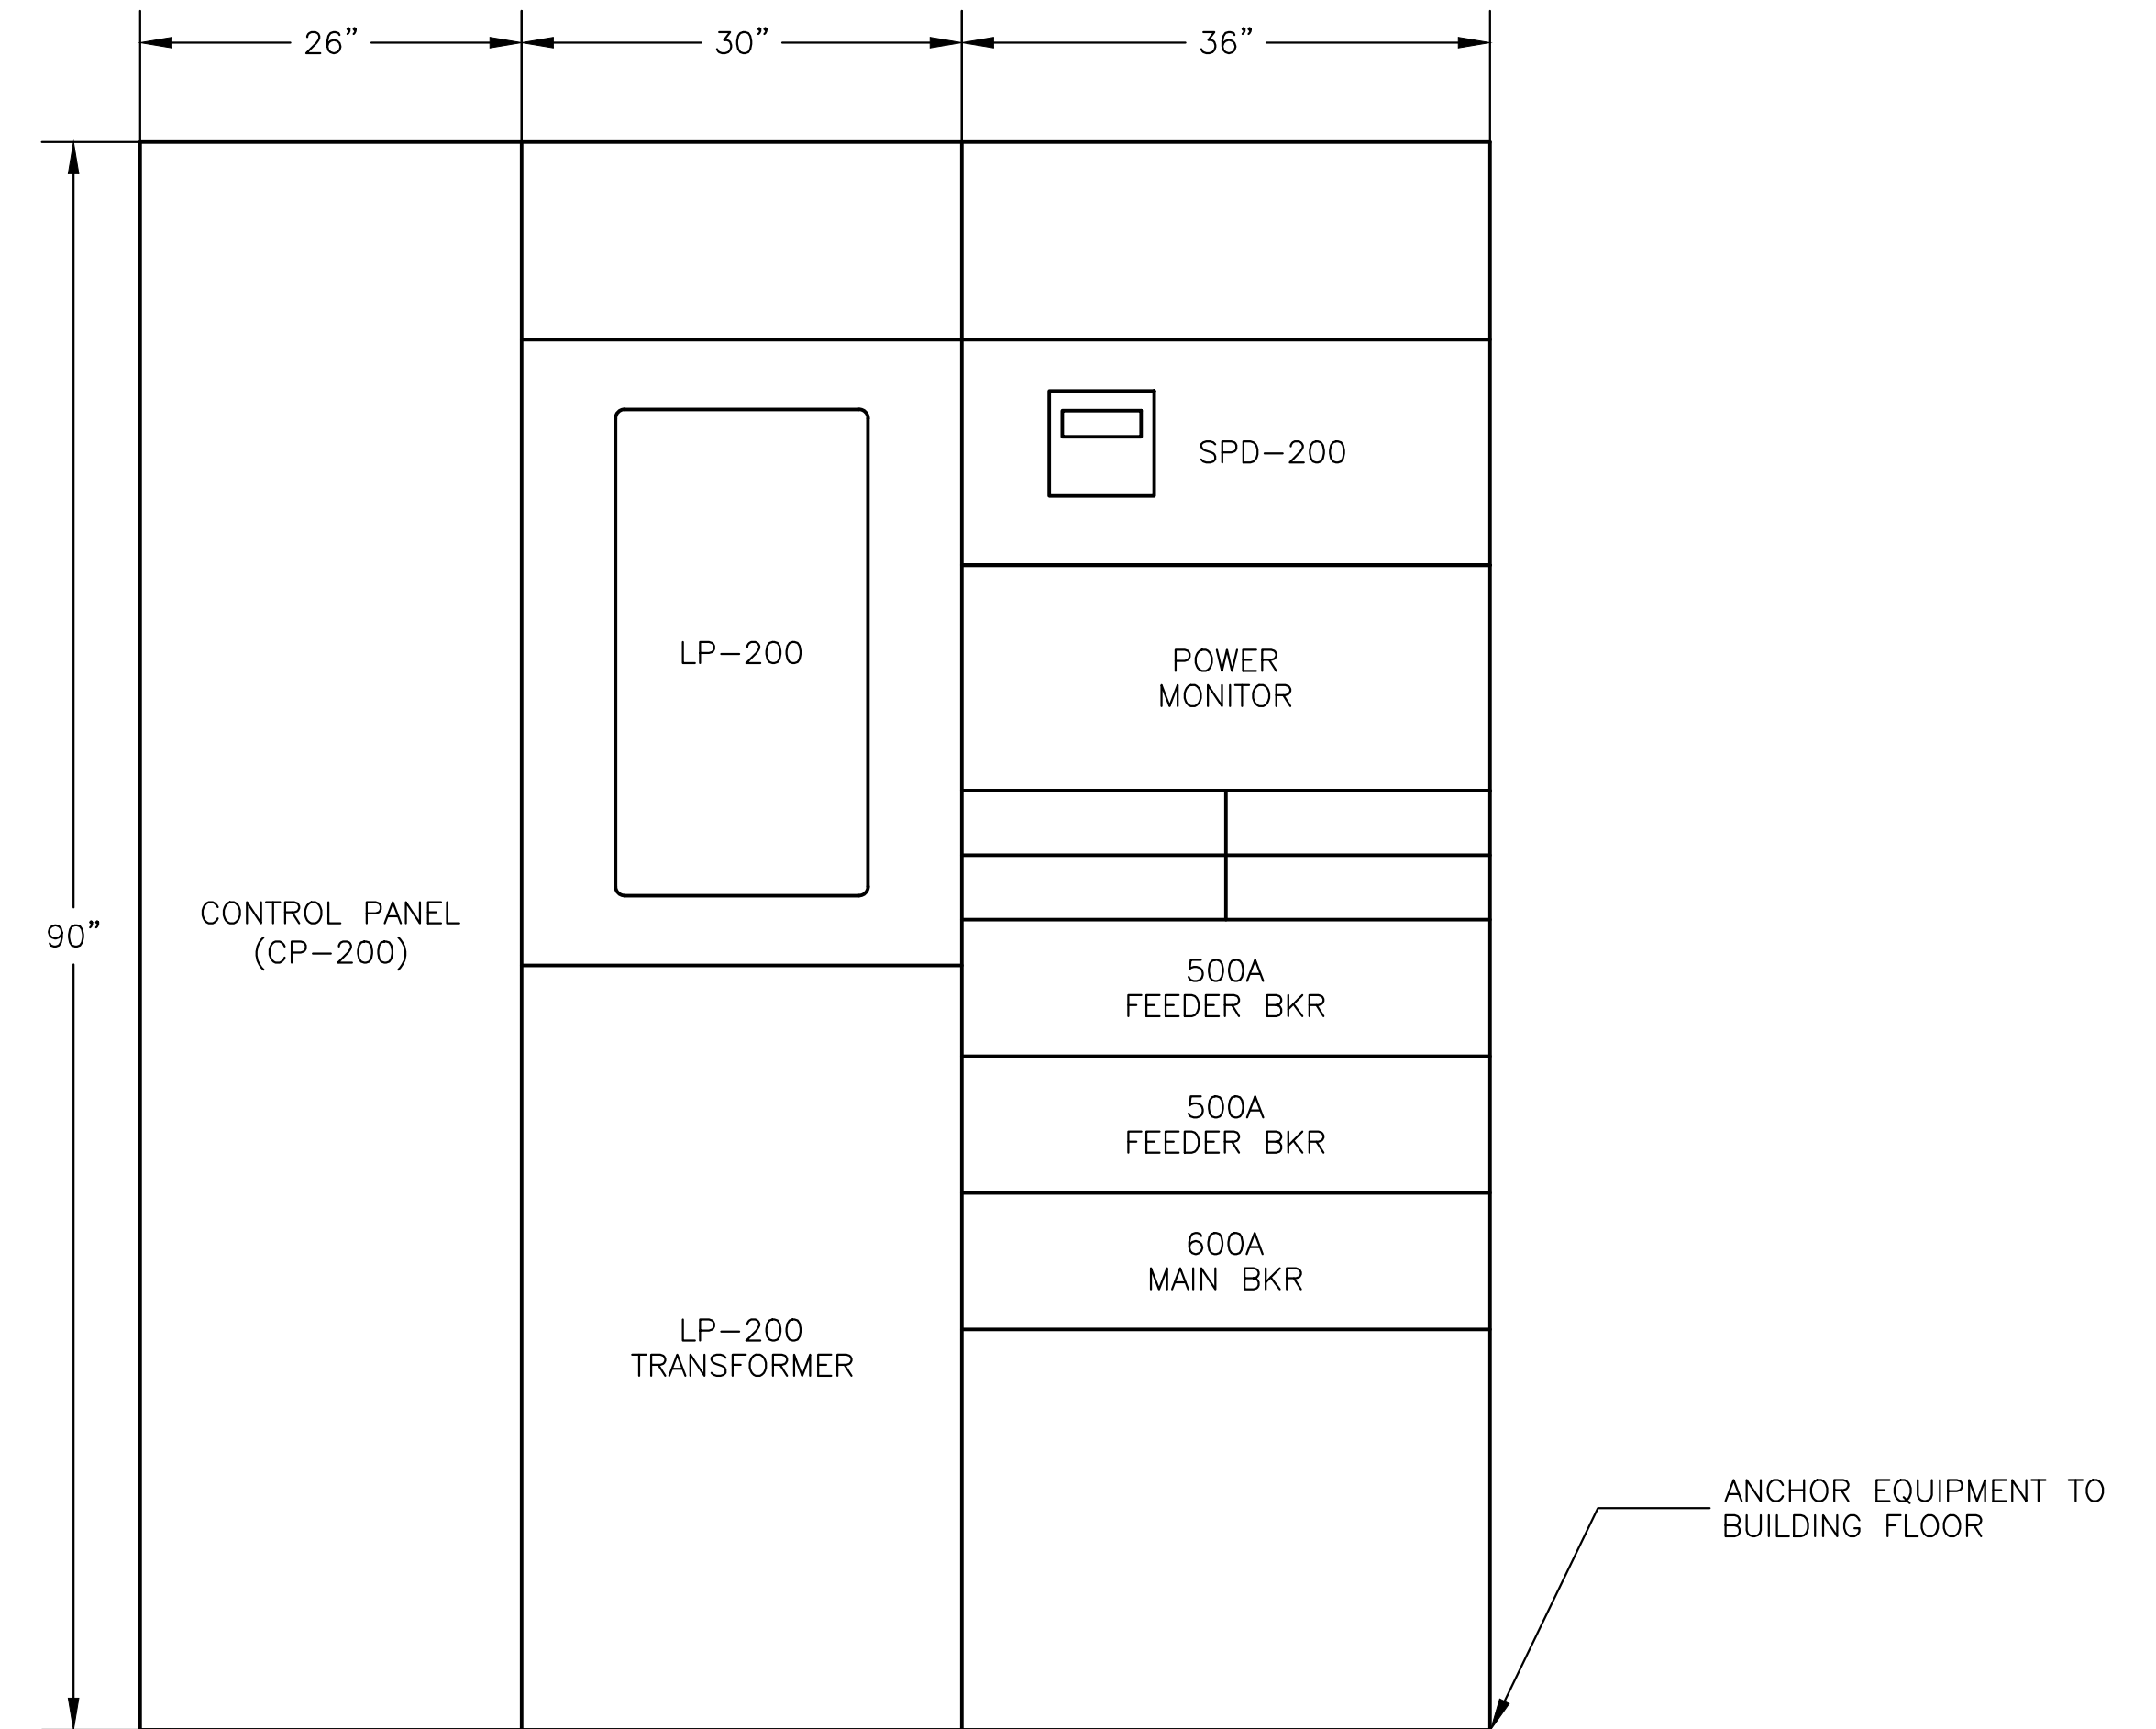 26”
30”
36”
90”
CONTROL PANEL
(CP-200)
LP-200
LP-200
TRANSFORMER
SPD-200
POWER
MONITOR
500A
FEEDER BKR
500A
FEEDER BKR
600A
MAIN BKR
ANCHOR EQUIPMENT TO
BUILDING FLOOR